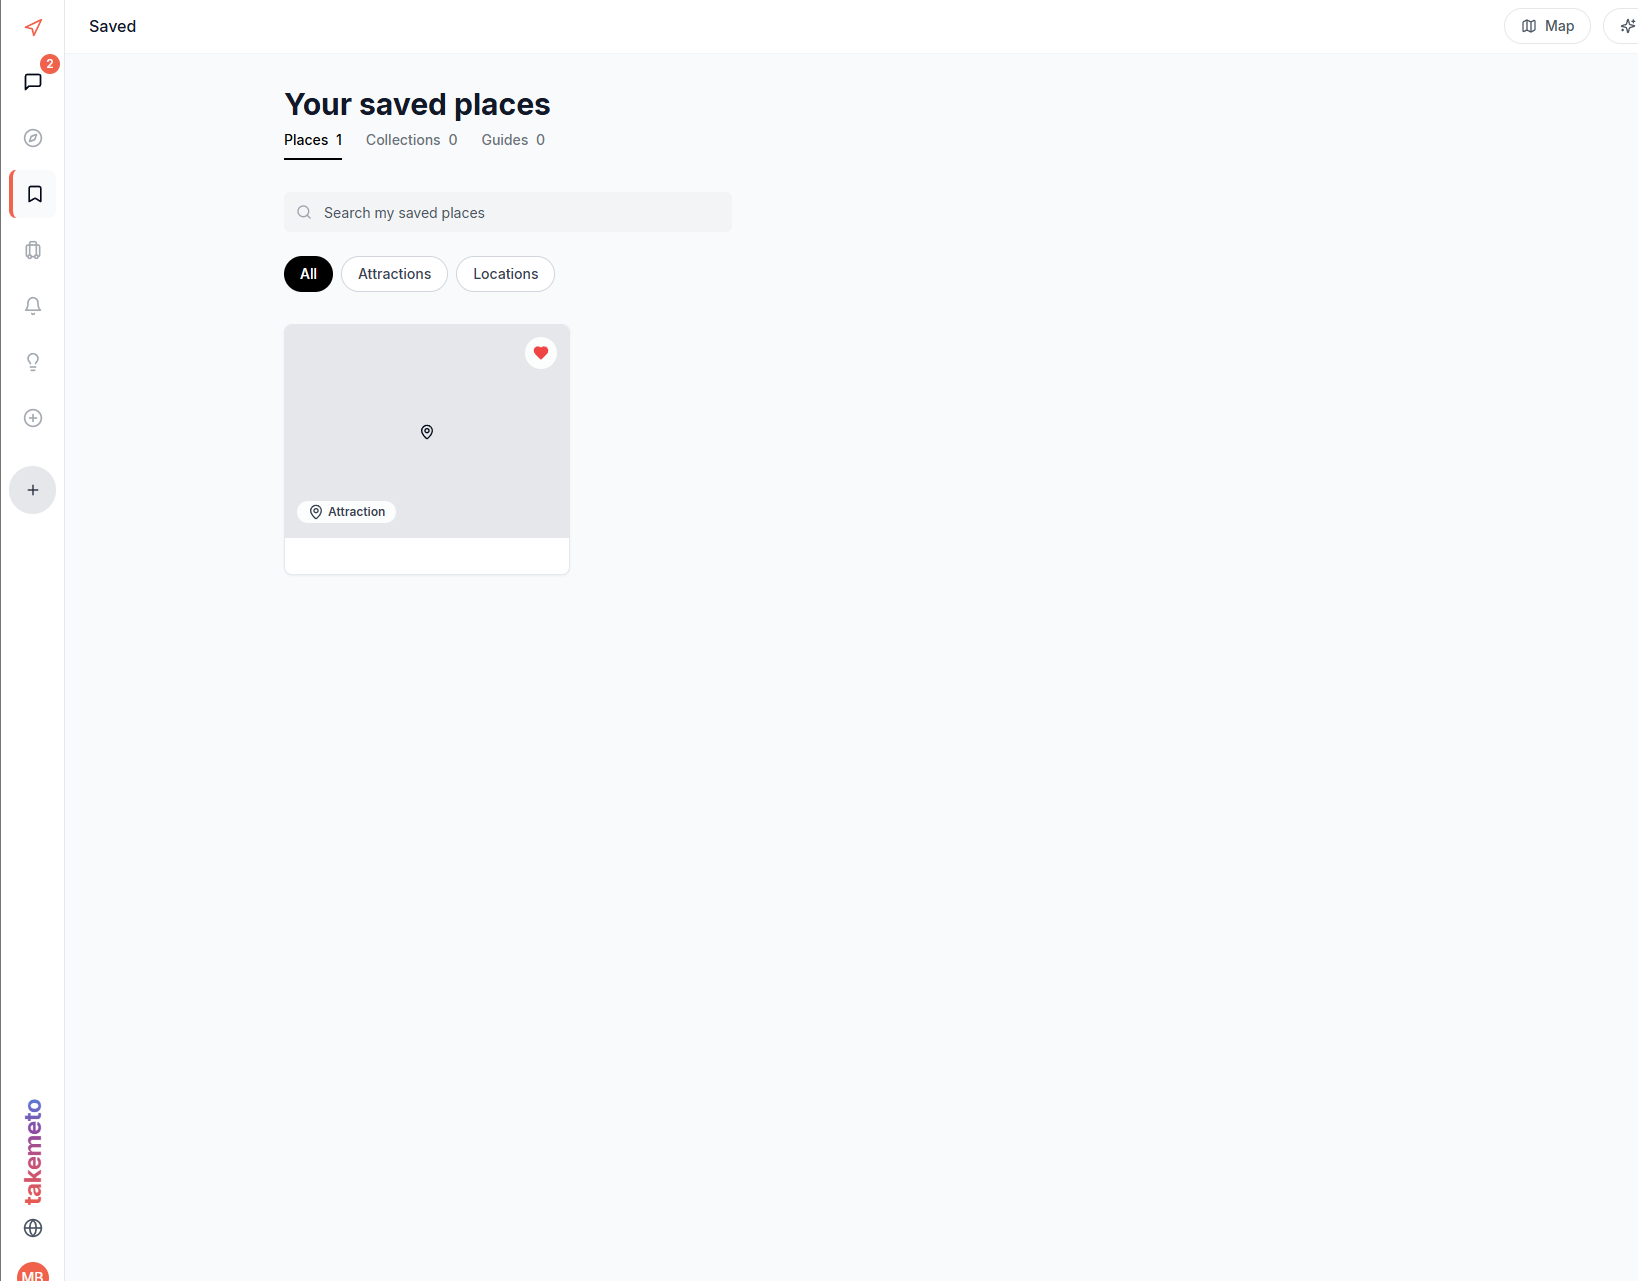 Saved
Map
2
Your saved places
Places 1
Collections 0
Guides 0
Search my saved places
All
Attractions
Locations
Attraction
takemeto
MB